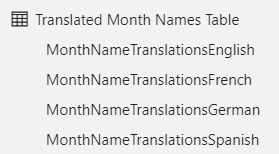 Translated Month Names Table
MonthNameTranslationsEnglish
MonthNameTranslationsFrench
MonthNameTranslationsGerman
MonthNameTranslationsSpanish